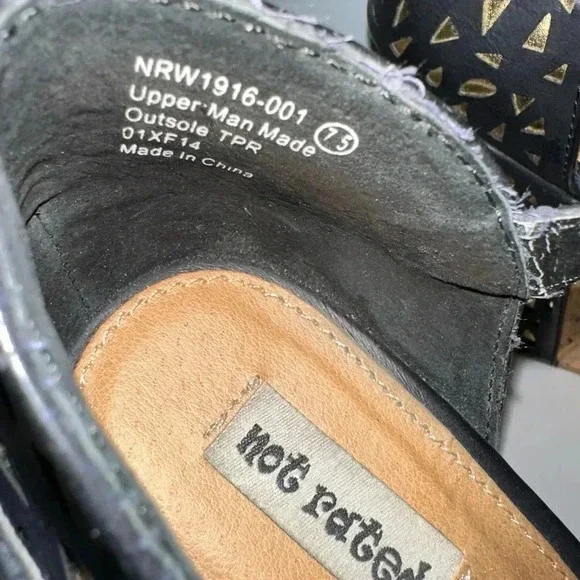 NRW1916-001
Upper: Man Made
Outsole TPR
01XF14
Made in China
7.5
not rated